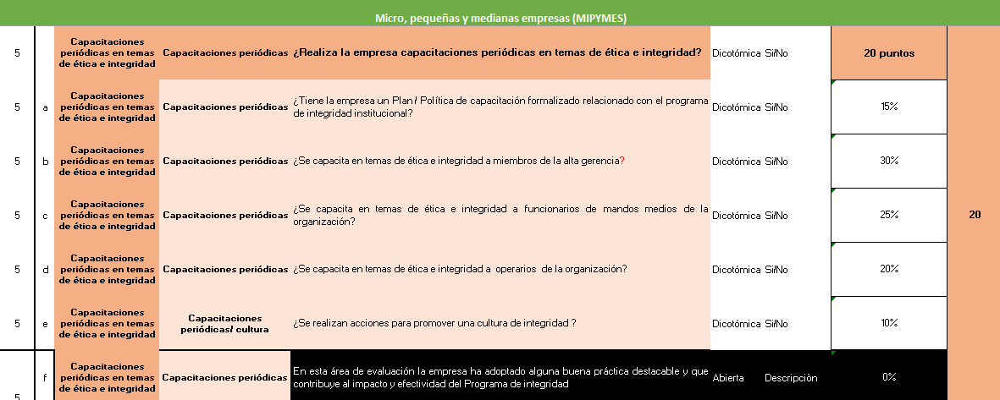 Micro, pequeñas y medianas empresas (MIPYMES)
5 Capacitaciones periódicas en temas de ética e integridad Capacitaciones periódicas ¿Realiza la empresa capacitaciones periódicas en temas de ética e integridad? Dicotómica Si/No 20 puntos
5 a Capacitaciones periódicas en temas de ética e integridad Capacitaciones periódicas ¿Tiene la empresa un Plan/ Política de capacitación formalizado relacionado con el programa de integridad institucional? Dicotómica Si/No 15%
5 b Capacitaciones periódicas en temas de ética e integridad Capacitaciones periódicas ¿Se capacita en temas de ética e integridad a miembros de la alta gerencia? Dicotómica Si/No 30%
5 c Capacitaciones periódicas en temas de ética e integridad Capacitaciones periódicas ¿Se capacita en temas de ética e integridad a funcionarios de mandos medios de la organización? Dicotómica Si/No 25% 20
5 d Capacitaciones periódicas en temas de ética e integridad Capacitaciones periódicas ¿Se capacita en temas de ética e integridad a operarios de la organización? Dicotómica Si/No 20%
5 e Capacitaciones periódicas en temas de ética e integridad Capacitaciones periódicas/ cultura ¿Se realizan acciones para promover una cultura de integridad ? Dicotómica Si/No 10%
5 f Capacitaciones periódicas en temas de ética e integridad Capacitaciones periódicas En esta área de evaluación la empresa ha adoptado alguna buena práctica destacable y que contribuye al impacto y efectividad del Programa de integridad Abierta Descripciòn 0%